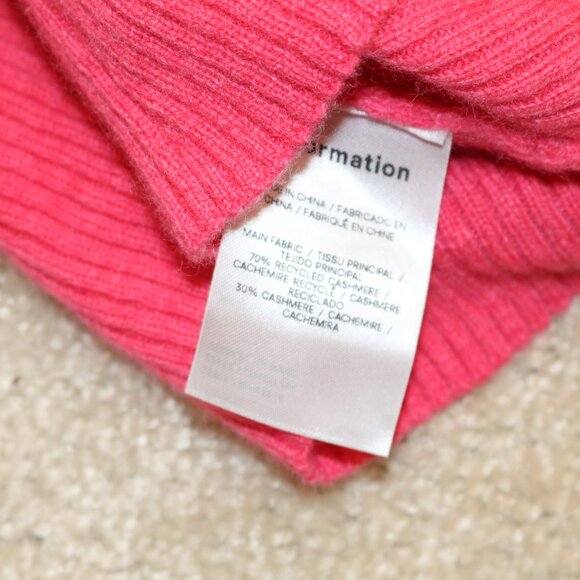 ormation
IN CHINA / FABRICADO EN
CHINA / FABRIQUÉ EN CHINE
MAIN FABRIC / TISSU PRINCIPAL /
TEJIDO PRINCIPAL
70% RECYCLED CASHMERE /
CACHEMIRE RECYCLÉ / CASHMERE
RECICLADO
30% CASHMERE / CACHEMIRE /
CACHEMIRA